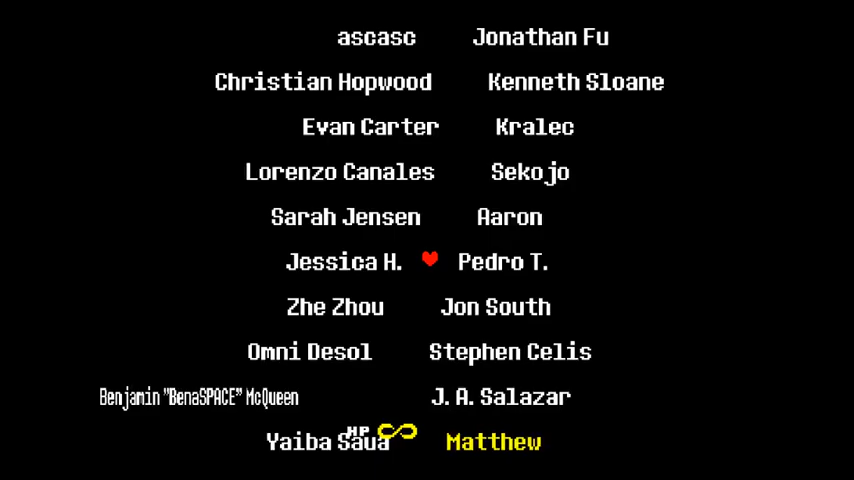 ascasc Jonathan Fu
Christian Hopwood Kenneth Sloane
Evan Carter Kralec
Lorenzo Canales Sekojo
Sarah Jensen Aaron
Jessica H. Pedro T.
Zhe Zhou Jon South
Omni Desol Stephen Celis
Benjamin "BenaSPACE" McQueen J. A. Salazar
HP ∞
Yaiba Saua Matthew